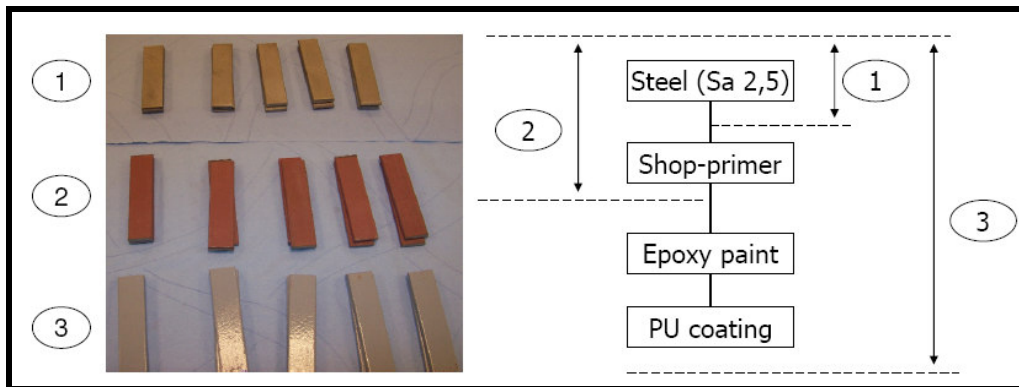 1
2
3
Steel (Sa 2,5)
1
2
Shop-primer
3
Epoxy paint
PU coating